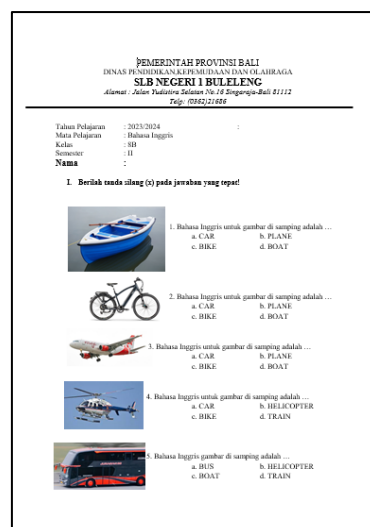 PEMERINTAH PROVINSI BALI
DINAS PENDIDIKAN,KEPEMUDAAN DAN OLAHRAGA
SLB NEGERI 1 BULELENG
Alamat : Jalan Yudistira Selatan No.16 Singaraja-Bali 81112
Telp: (0362)21686
Tahun Pelajaran : 2023/2024 :
Mata Pelajaran : Bahasa Inggris
Kelas : 8B
Semester : II
Nama :
I. Berilah tanda silang (x) pada jawaban yang tepat!
1. Bahasa Inggris untuk gambar di samping adalah …
a. CAR b. PLANE
c. BIKE d. BOAT
2. Bahasa Inggris untuk gambar di samping adalah …
a. CAR b. PLANE
c. BIKE d. BOAT
3. Bahasa Inggris untuk gambar di samping adalah …
a. CAR b. PLANE
c. BIKE d. BOAT
4. Bahasa Inggris untuk gambar di samping adalah …
a. CAR b. HELICOPTER
c. BIKE d. TRAIN
5. Bahasa Inggris gambar di samping adalah …
a. BUS b. HELICOPTER
c. BOAT d. TRAIN